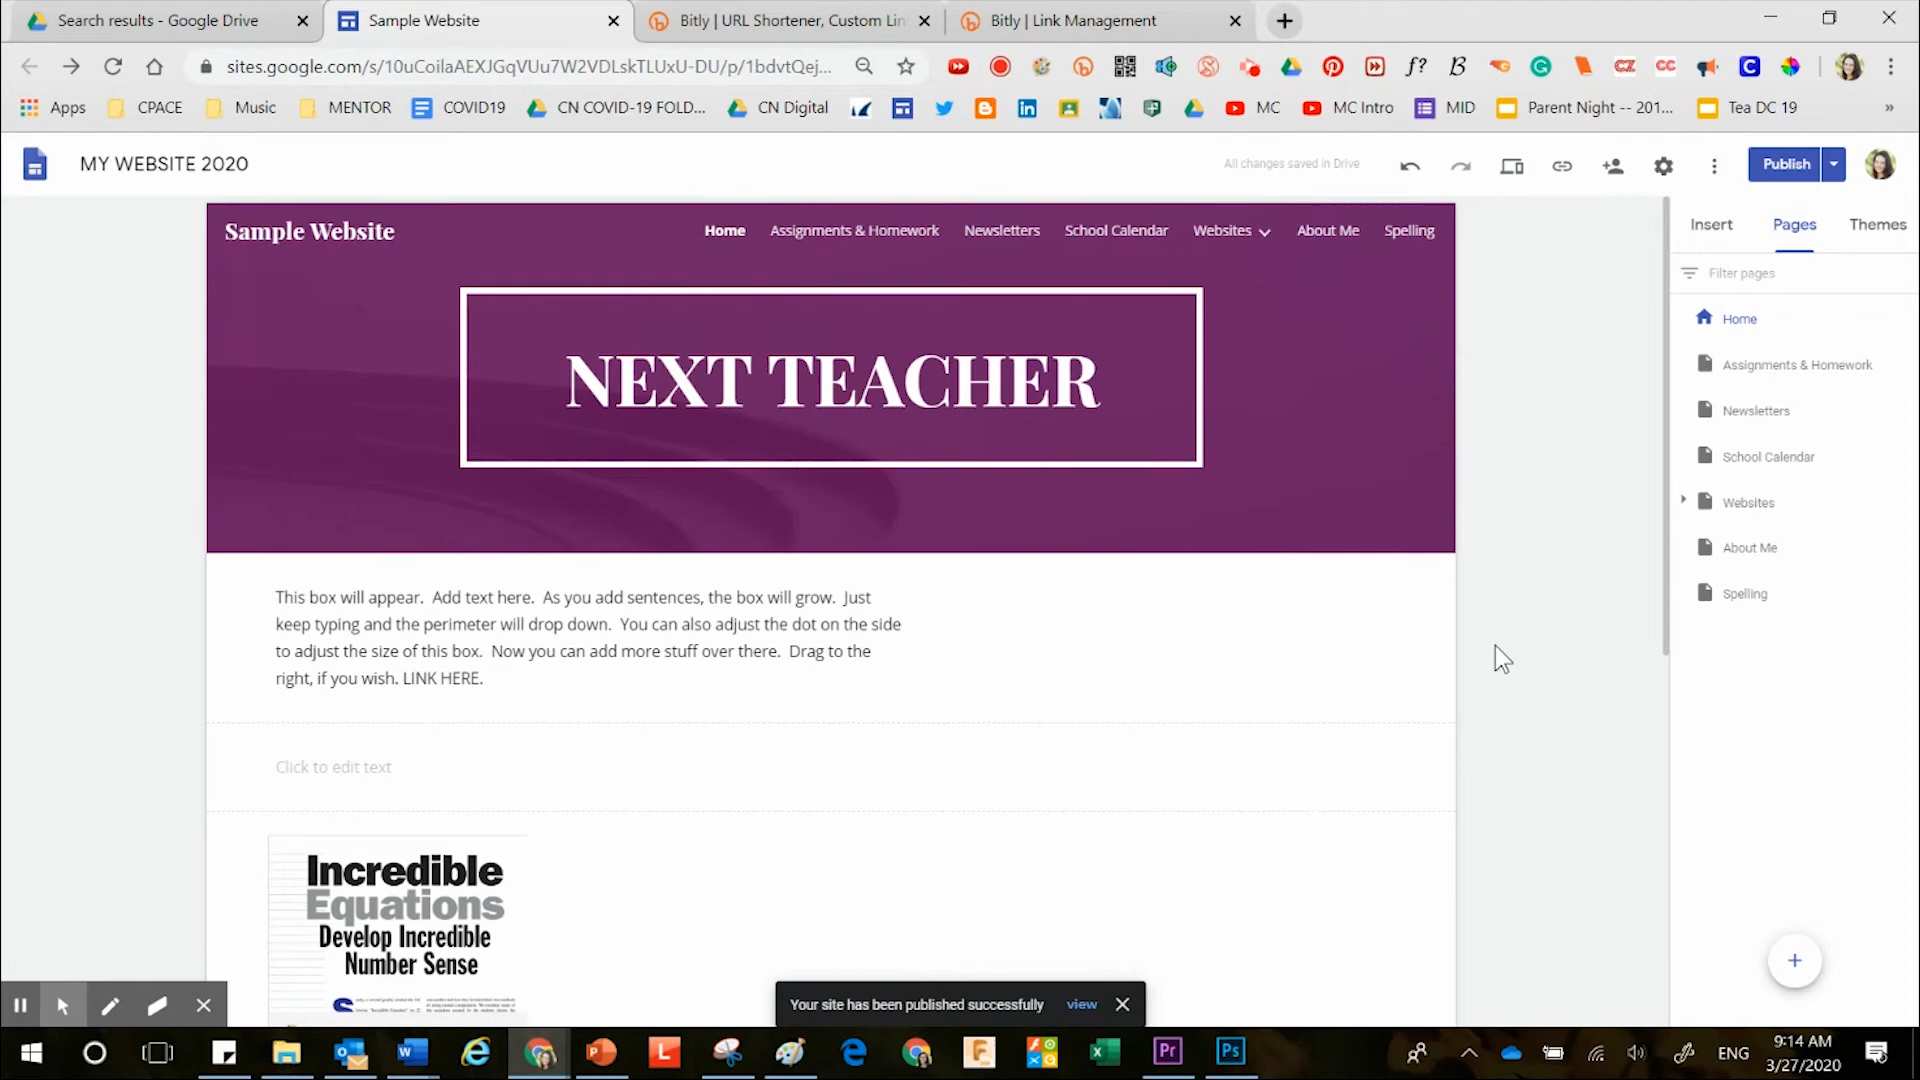 Search results - Google Drive
Sample Website
Bitly | URL Shortener, Custom Lin
Bitly | Link Management
sites.google.com/s/10uCoilaAEXJGqVUu7W2VDLskTLUxU-DU/p/1bdvtQej...
Apps
CPACE
Music
MENTOR
COVID19
CN COVID-19 FOLD...
CN Digital
MC
MC Intro
MID
Parent Night -- 201...
Tea DC 19
MY WEBSITE 2020
All changes saved in Drive
Publish
Sample Website
Home
Assignments & Homework
Newsletters
School Calendar
Websites
About Me
Spelling
NEXT TEACHER
This box will appear.  Add text here.  As you add sentences, the box will grow.  Just
keep typing and the perimeter will drop down.  You can also adjust the dot on the side
to adjust the size of this box.  Now you can add more stuff over there.  Drag to the
right, if you wish. LINK HERE.
Click to edit text
Incredible
Equations
Develop Incredible
Number Sense
Insert
Pages
Themes
Filter pages
Home
Assignments & Homework
Newsletters
School Calendar
Websites
About Me
Spelling
Your site has been published successfully
view
ENG
9:14 AM
3/27/2020